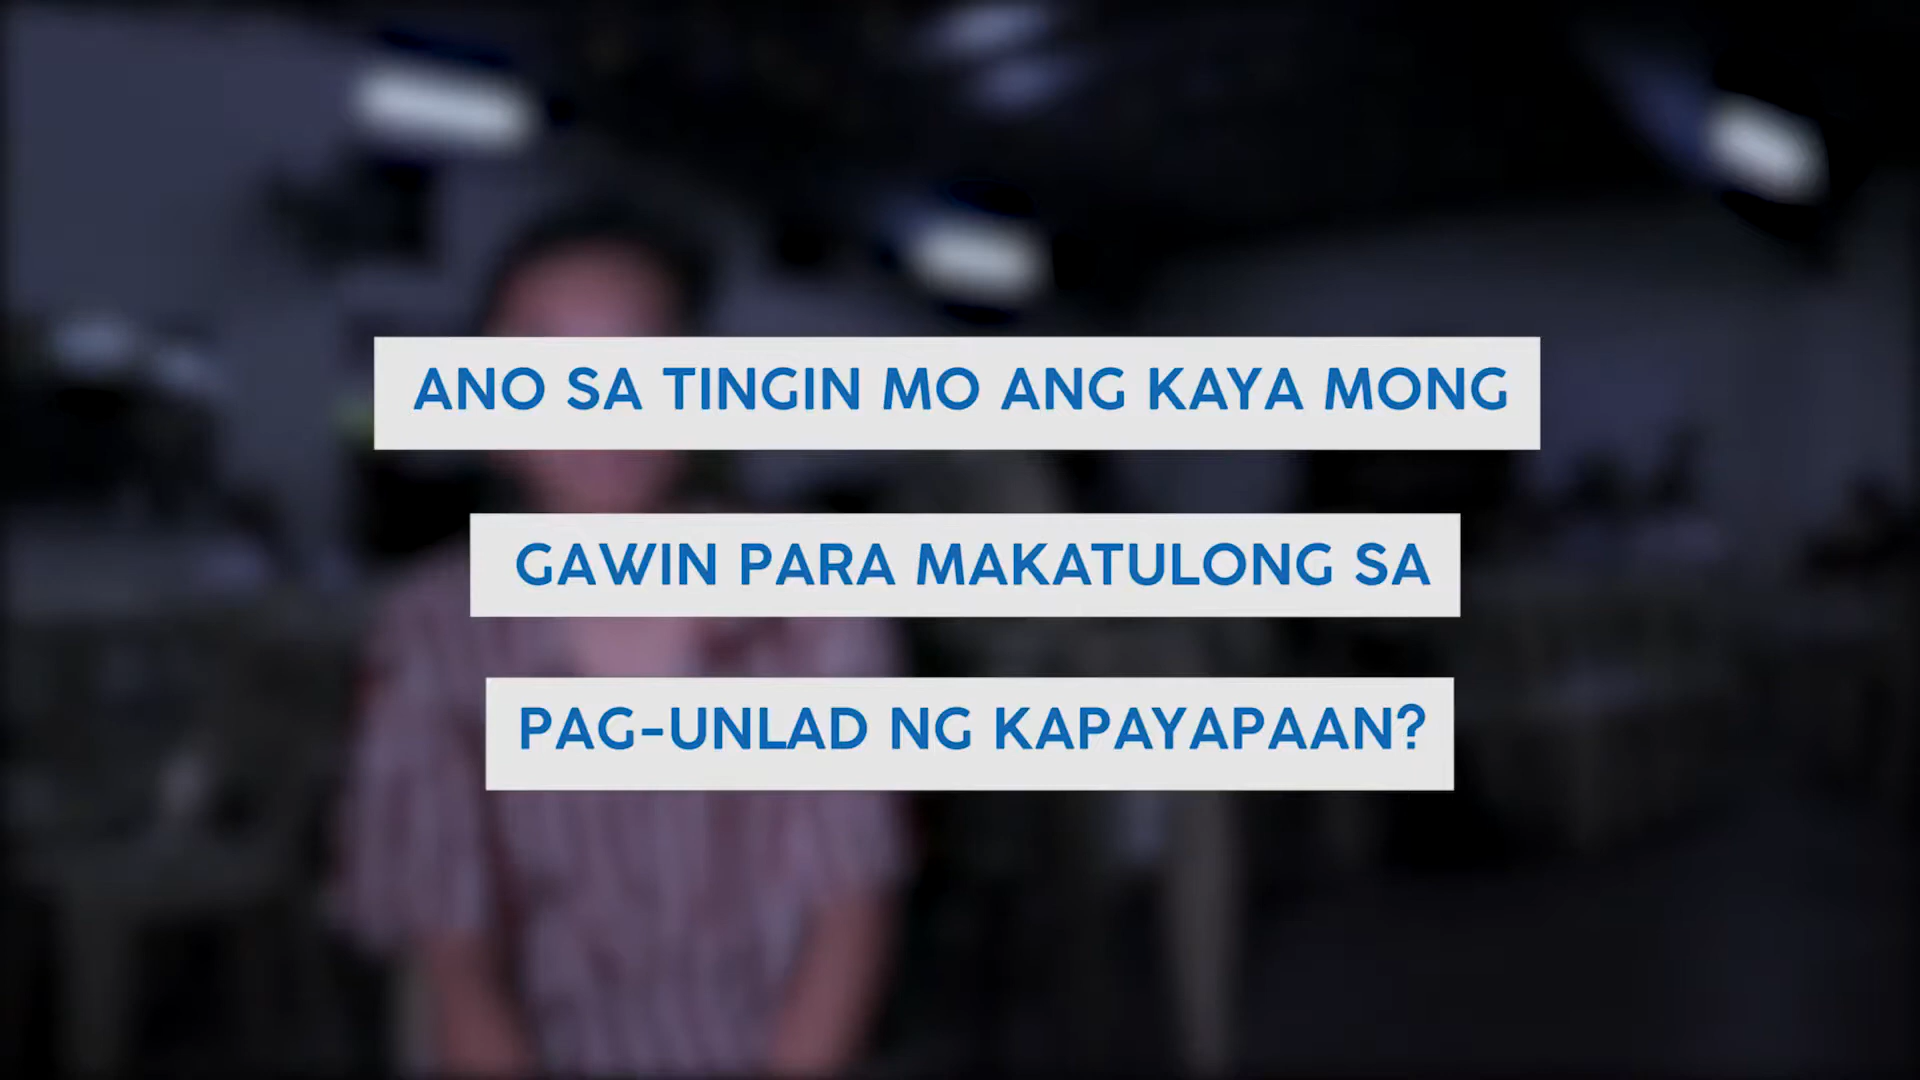 ANO SA TINGIN MO ANG KAYA MONG
GAWIN PARA MAKATULONG SA
PAG-UNLAD NG KAPAYAPAAN?